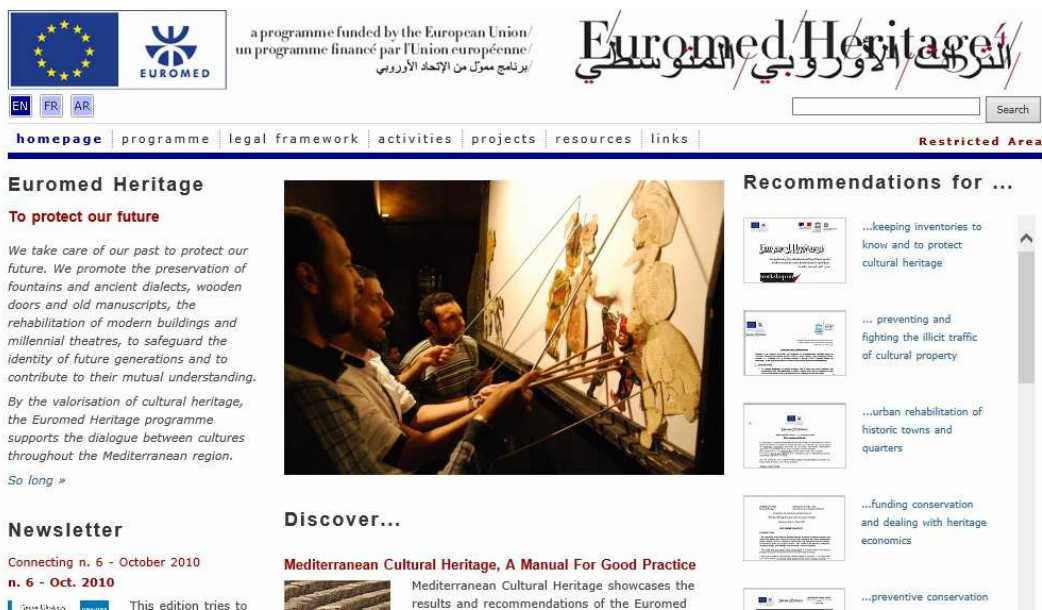 EUROMED
a programme funded by the European Union/
un programme financé par l'Union européenne/
برنامج مموّل من الإتحاد الأوروبي/
Euromed Heritage 4
التراث الأوروبي المتوسطي
EN FR AR
Search
homepage programme legal framework activities projects resources links
Restricted Area
Euromed Heritage
To protect our future
We take care of our past to protect our
future. We promote the preservation of
fountains and ancient dialects, wooden
doors and old manuscripts, the
rehabilitation of modern buildings and
millennial theatres, to safeguard the
identity of future generations and to
contribute to their mutual understanding.
By the valorisation of cultural heritage,
the Euromed Heritage programme
supports the dialogue between cultures
throughout the Mediterranean region.
So long »
Newsletter
Connecting n. 6 - October 2010
n. 6 - Oct. 2010
This edition tries to
Discover...
Mediterranean Cultural Heritage, A Manual For Good Practice
Mediterranean Cultural Heritage showcases the
results and recommendations of the Euromed
Recommendations for ...
...keeping inventories to
know and to protect
cultural heritage
... preventing and
fighting the illicit traffic
of cultural property
...urban rehabilitation of
historic towns and
quarters
...funding conservation
and dealing with heritage
economics
...preventive conservation